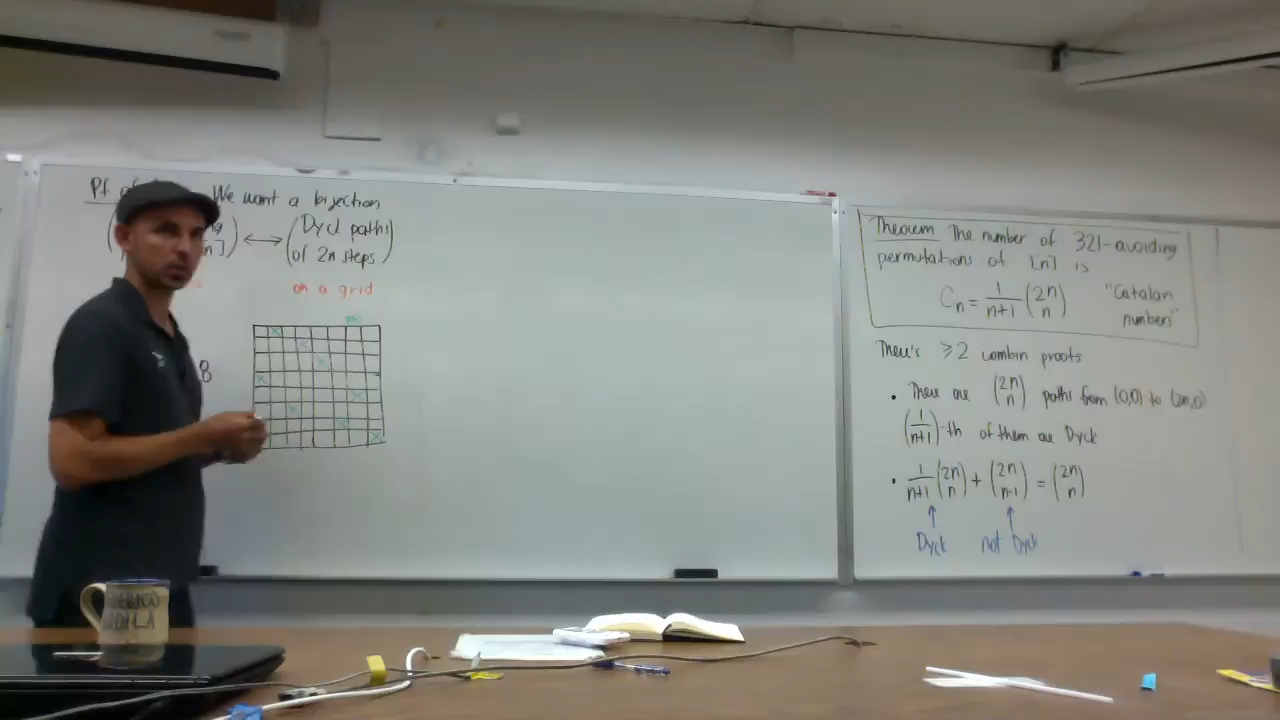 Pf We want a bijection
n]) ⟷ (Dyck paths
of 2n steps)
on a grid
8
Theorem The number of 321-avoiding
permutations of [n] is
C_n = 1/(n+1) (2n n) "Catalan
numbers"
There's ≥2 combin proofs
• There are (2n n) paths from (0,0) to (2n,0)
(1/(n+1))-th of them are Dyck
• 1/(n+1) (2n n) + (2n n-1) = (2n n)
↑ ↑
Dyck not Dyck